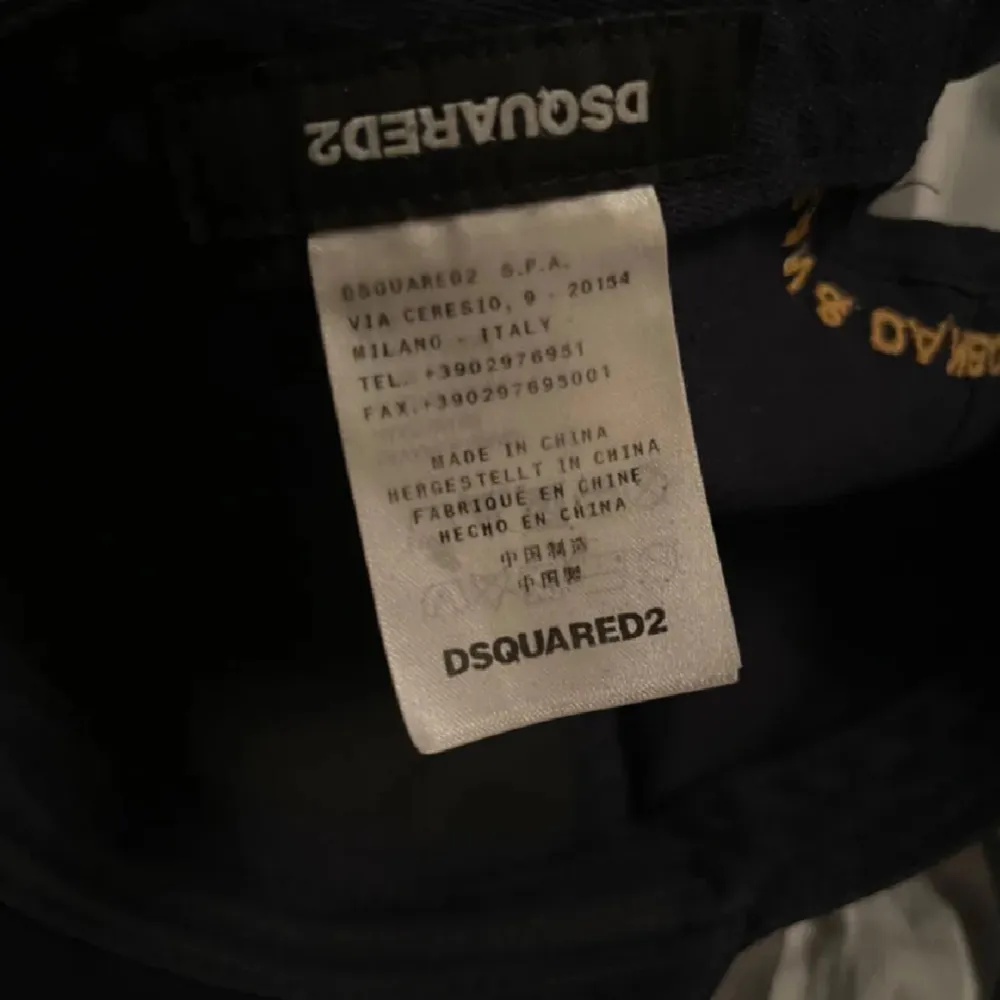 DSQUARED2
DSQUARED2 S.P.A.
VIA CERESIO, 9 - 20154
MILANO - ITALY
TEL. +3902976951
FAX.+390297695001
MADE IN CHINA
HERGESTELLT IN CHINA
FABRIQUÉ EN CHINE
HECHO EN CHINA
中国制造
中国製
DSQUARED2